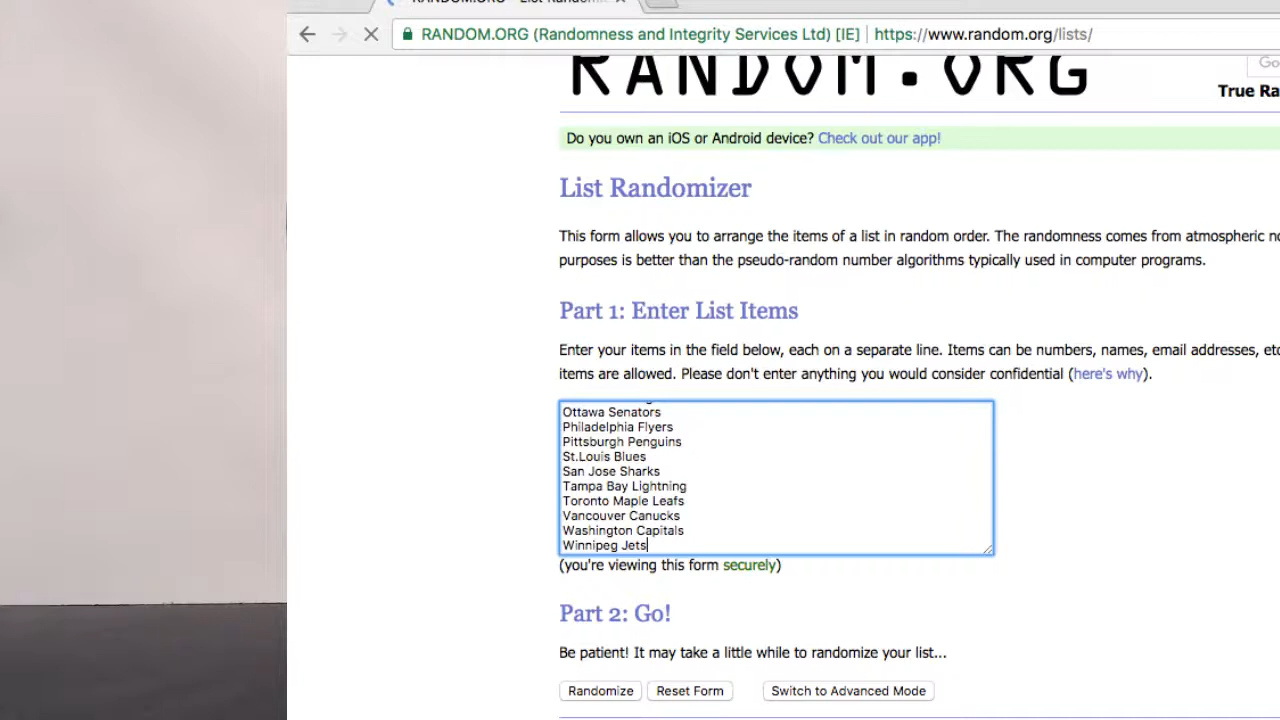 RANDOM.ORG - List Randomiz
RANDOM.ORG (Randomness and Integrity Services Ltd) [IE] | https://www.random.org/lists/
RANDOM.ORG
Go
True Ra
Do you own an iOS or Android device? Check out our app!
List Randomizer
This form allows you to arrange the items of a list in random order. The randomness comes from atmospheric no
purposes is better than the pseudo-random number algorithms typically used in computer programs.
Part 1: Enter List Items
Enter your items in the field below, each on a separate line. Items can be numbers, names, email addresses, etc
items are allowed. Please don't enter anything you would consider confidential (here's why).
Ottawa Senators
Philadelphia Flyers
Pittsburgh Penguins
St.Louis Blues
San Jose Sharks
Tampa Bay Lightning
Toronto Maple Leafs
Vancouver Canucks
Washington Capitals
Winnipeg Jets
(you're viewing this form securely)
Part 2: Go!
Be patient! It may take a little while to randomize your list...
Randomize Reset Form Switch to Advanced Mode